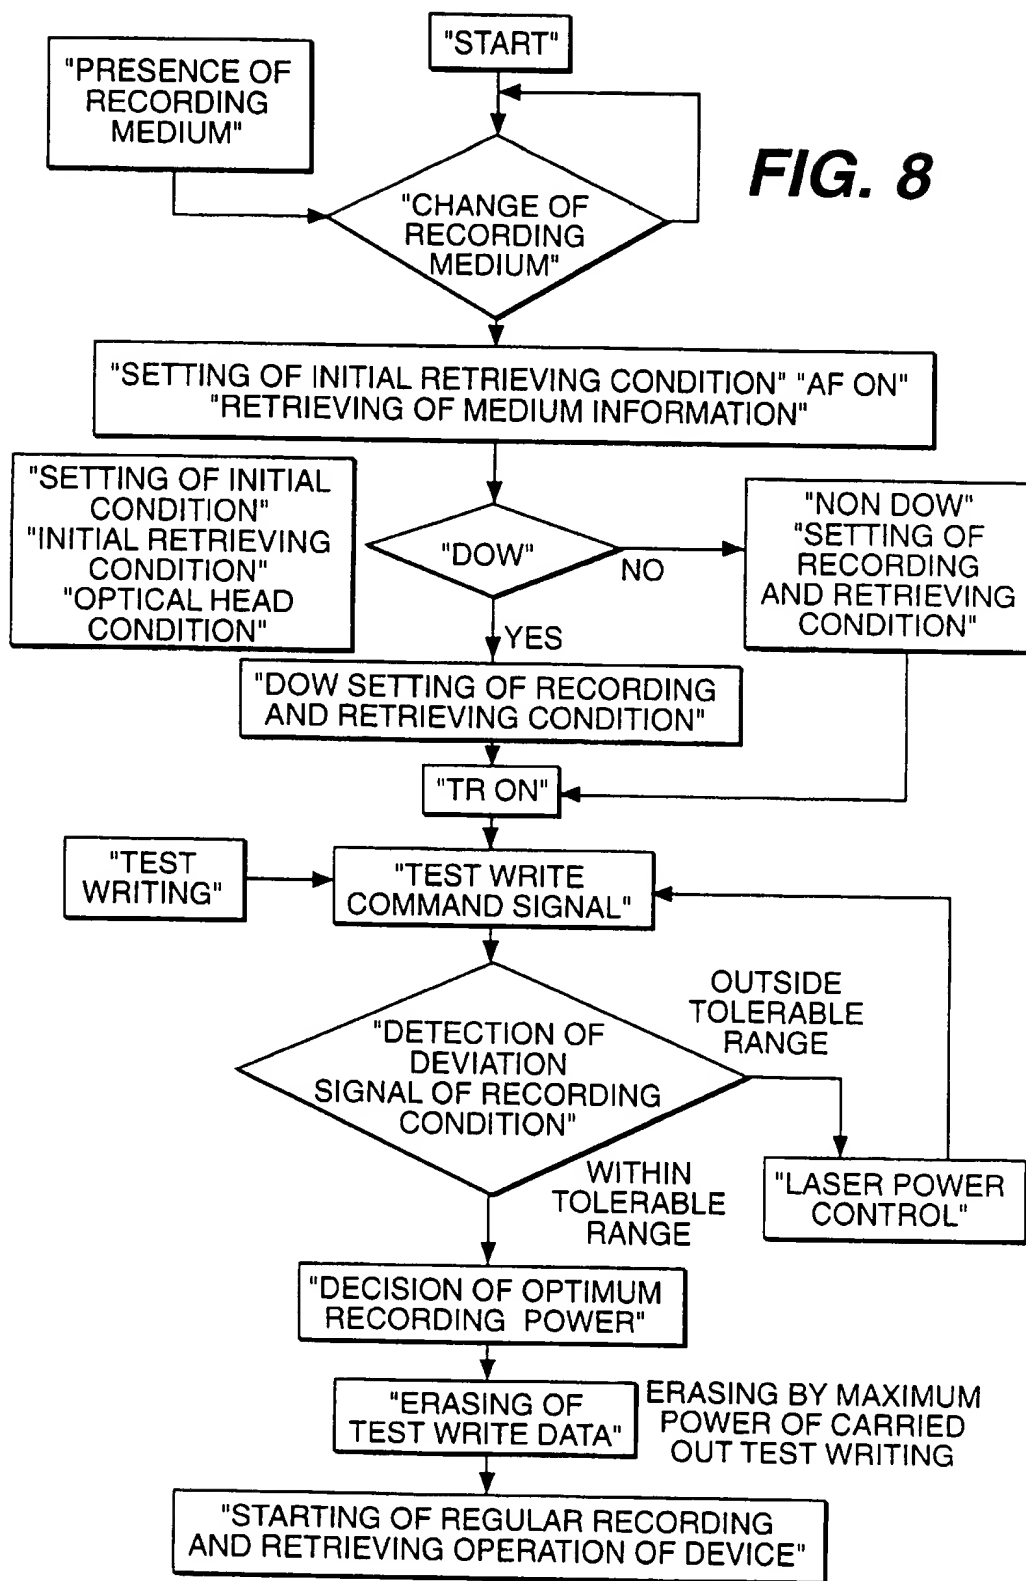 "START"
"PRESENCE OF
RECORDING
MEDIUM"
FIG. 8
"CHANGE OF
RECORDING
MEDIUM"
"SETTING OF INITIAL RETRIEVING CONDITION" "AF ON"
"RETRIEVING OF MEDIUM INFORMATION"
"SETTING OF INITIAL
CONDITION"
"INITIAL RETRIEVING
CONDITION"
"OPTICAL HEAD
CONDITION"
"DOW"
NO
"NON DOW"
"SETTING OF
RECORDING
AND RETRIEVING
CONDITION"
YES
"DOW SETTING OF RECORDING
AND RETRIEVING CONDITION"
"TR ON"
"TEST
WRITING"
"TEST WRITE
COMMAND SIGNAL"
"DETECTION OF
DEVIATION
SIGNAL OF RECORDING
CONDITION"
OUTSIDE
TOLERABLE
RANGE
"LASER POWER
CONTROL"
WITHIN
TOLERABLE
RANGE
"DECISION OF OPTIMUM
RECORDING POWER"
"ERASING OF
TEST WRITE DATA"
ERASING BY MAXIMUM
POWER OF CARRIED
OUT TEST WRITING
"STARTING OF REGULAR RECORDING
AND RETRIEVING OPERATION OF DEVICE"